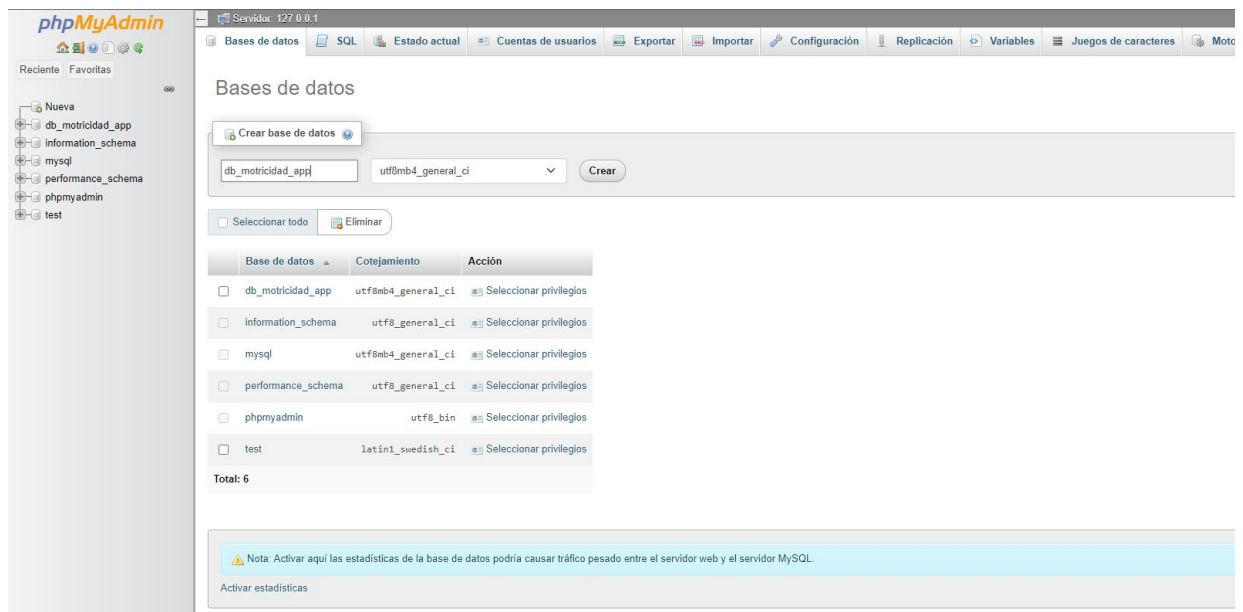 phpMyAdmin
Reciente Favoritas
Nueva
db_motricidad_app
information_schema
mysql
performance_schema
phpmyadmin
test
Servidor: 127.0.0.1
Bases de datos SQL Estado actual Cuentas de usuarios Exportar Importar Configuración Replicación Variables Juegos de caracteres Moto
Bases de datos
Crear base de datos
db_motricidad_app utf8mb4_general_ci Crear
Seleccionar todo Eliminar
Base de datos Cotejamiento Acción
db_motricidad_app utf8mb4_general_ci Seleccionar privilegios
information_schema utf8_general_ci Seleccionar privilegios
mysql utf8mb4_general_ci Seleccionar privilegios
performance_schema utf8_general_ci Seleccionar privilegios
phpmyadmin utf8_bin Seleccionar privilegios
test latin1_swedish_ci Seleccionar privilegios
Total: 6
Nota: Activar aquí las estadísticas de la base de datos podría causar tráfico pesado entre el servidor web y el servidor MySQL.
Activar estadísticas